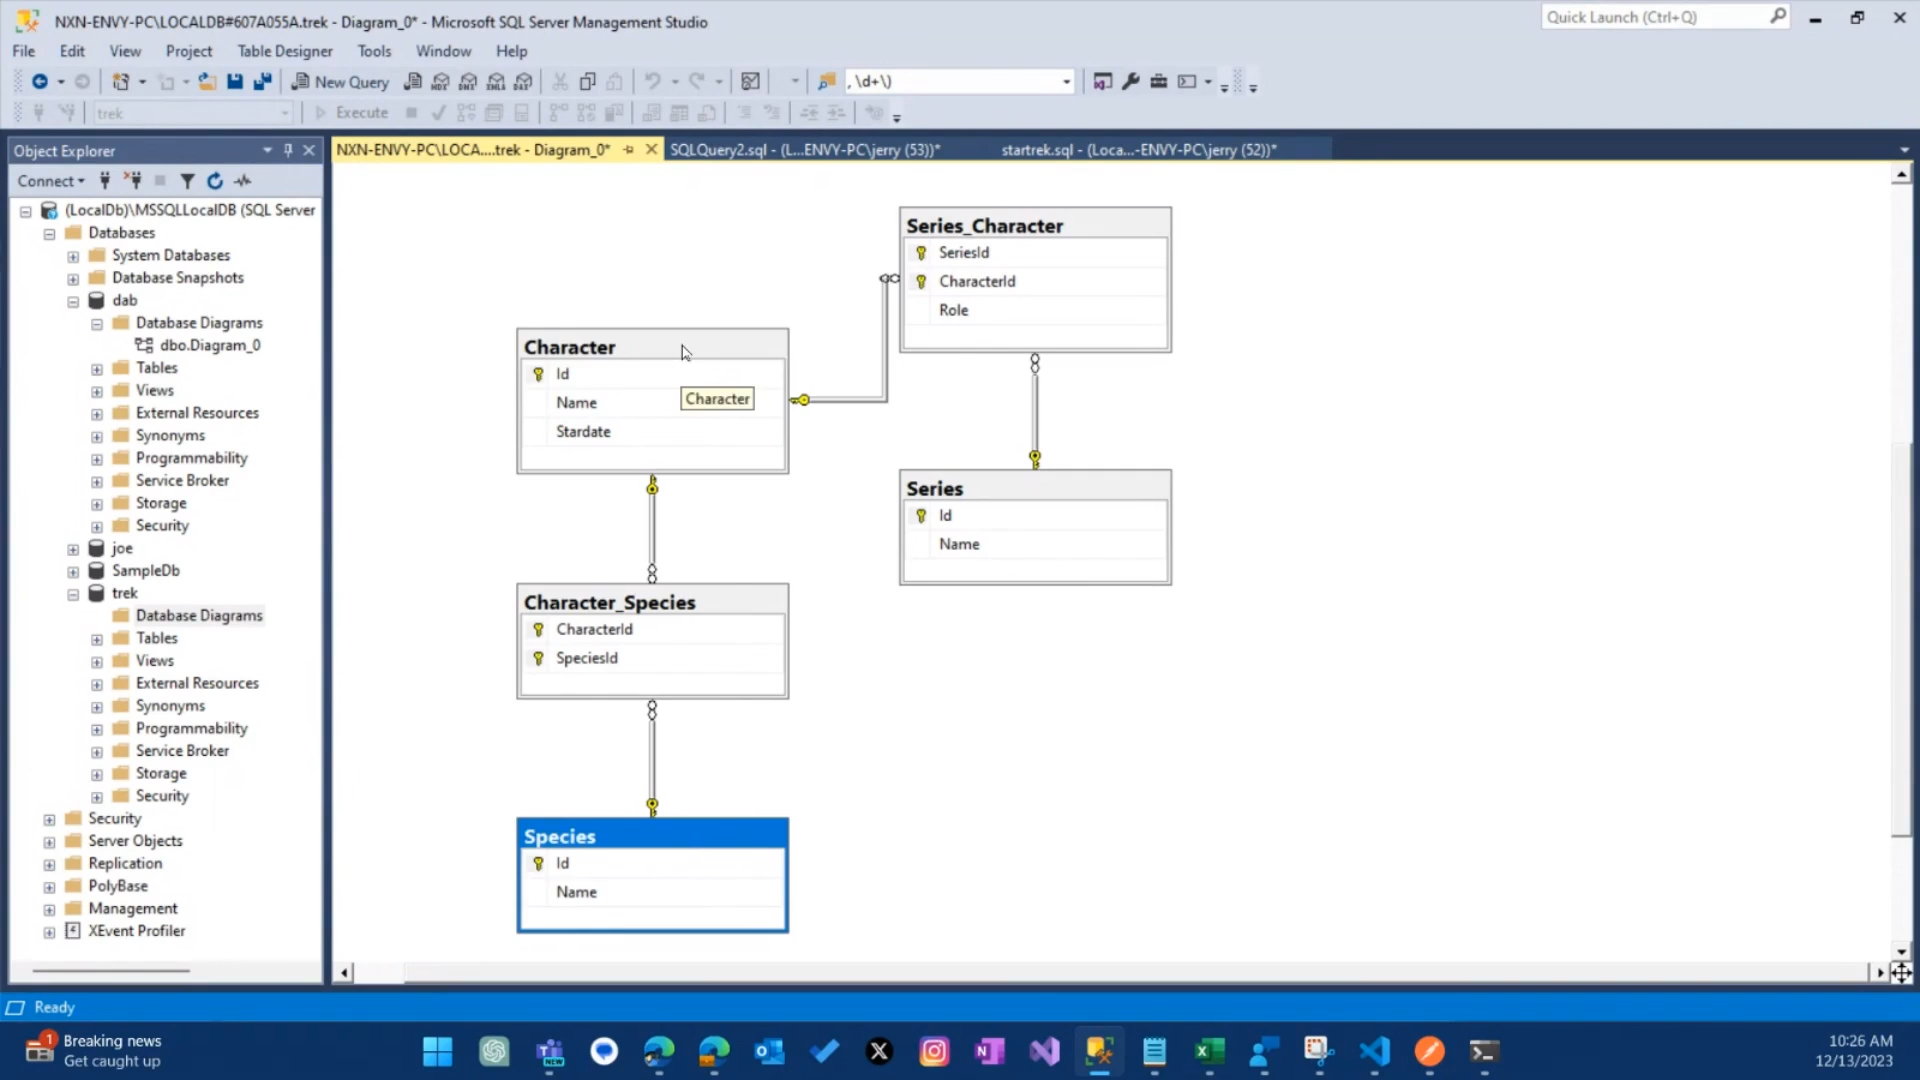 NXN-ENVY-PC\LOCALDB#607A055A.trek - Diagram_0* - Microsoft SQL Server Management Studio
Quick Launch (Ctrl+Q)
File Edit View Project Table Designer Tools Window Help
New Query
MDX DMX XMLA DAX
, \d+\)
trek
Execute
Object Explorer
NXN-ENVY-PC\LOCA....trek - Diagram_0*
SQLQuery2.sql - (L...ENVY-PC\jerry (53))*
startrek.sql - (Loca...-ENVY-PC\jerry (52))*
Connect
(LocalDb)\MSSQLLocalDB (SQL Server
Databases
System Databases
Database Snapshots
dab
Database Diagrams
dbo.Diagram_0
Tables
Views
External Resources
Synonyms
Programmability
Service Broker
Storage
Security
joe
SampleDb
trek
Database Diagrams
Tables
Views
External Resources
Synonyms
Programmability
Service Broker
Storage
Security
Security
Server Objects
Replication
PolyBase
Management
XEvent Profiler
Series_Character
SeriesId
CharacterId
Role
Character
Id
Name
Stardate
Character
Series
Id
Name
Character_Species
CharacterId
SpeciesId
Species
Id
Name
Ready
1
Breaking news
Get caught up
NEW
10:26 AM
12/13/2023